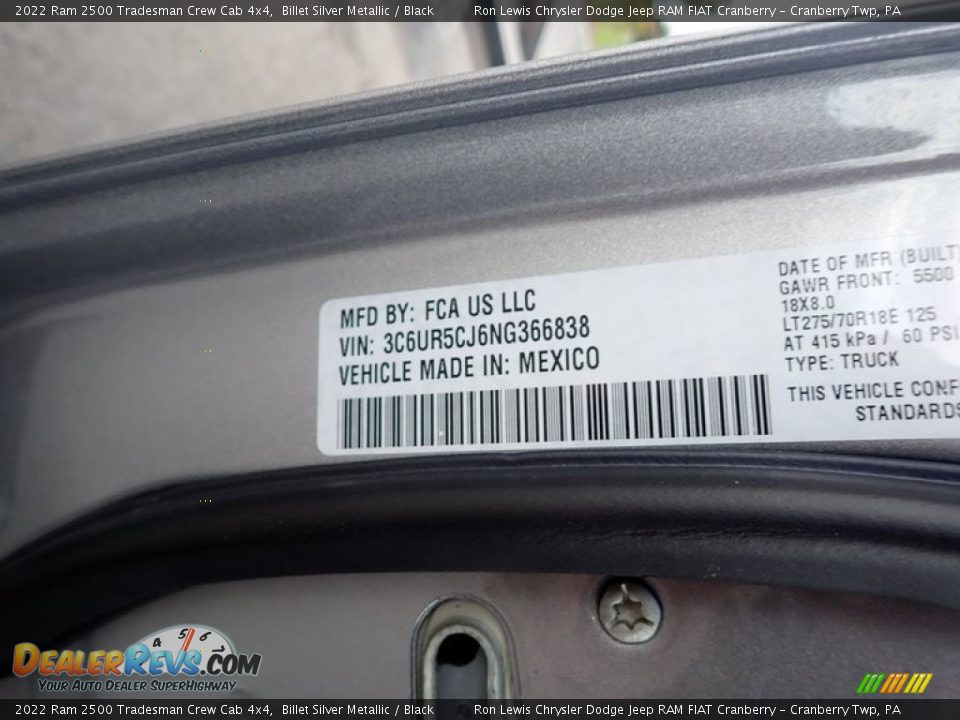 2022 Ram 2500 Tradesman Crew Cab 4x4, Billet Silver Metallic / Black Ron Lewis Chrysler Dodge Jeep RAM FIAT Cranberry – Cranberry Twp, PA
MFD BY: FCA US LLC
VIN: 3C6UR5CJ6NG366838
VEHICLE MADE IN: MEXICO
DATE OF MFR (BUILT)
GAWR FRONT: 5500
18X8.0
LT275/70R18E 125
AT 415 kPa / 60 PSI
TYPE: TRUCK
THIS VEHICLE CONF
STANDARDS
4 5 6 7
DEALERREVS.COM
YOUR AUTO DEALER SUPERHIGHWAY
2022 Ram 2500 Tradesman Crew Cab 4x4, Billet Silver Metallic / Black Ron Lewis Chrysler Dodge Jeep RAM FIAT Cranberry – Cranberry Twp, PA